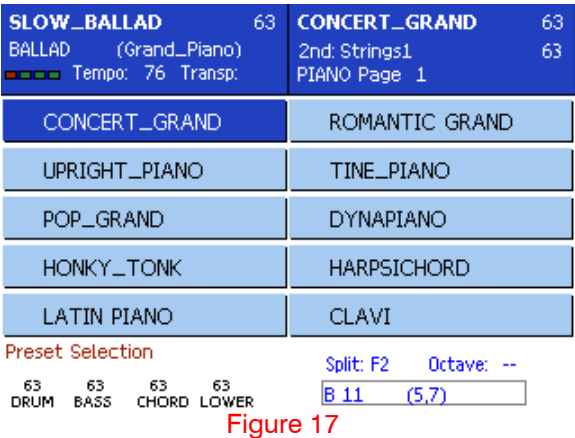 SLOW_BALLAD 63
BALLAD (Grand_Piano)
Tempo: 76 Transp:
CONCERT_GRAND 63
2nd: Strings1 63
PIANO Page 1
CONCERT_GRAND ROMANTIC GRAND
UPRIGHT_PIANO TINE_PIANO
POP_GRAND DYNAPIANO
HONKY_TONK HARPSICHORD
LATIN PIANO CLAVI
Preset Selection
63 63 63 63
DRUM BASS CHORD LOWER
Split: F2 Octave: --
B 11 (5,7)
Figure 17